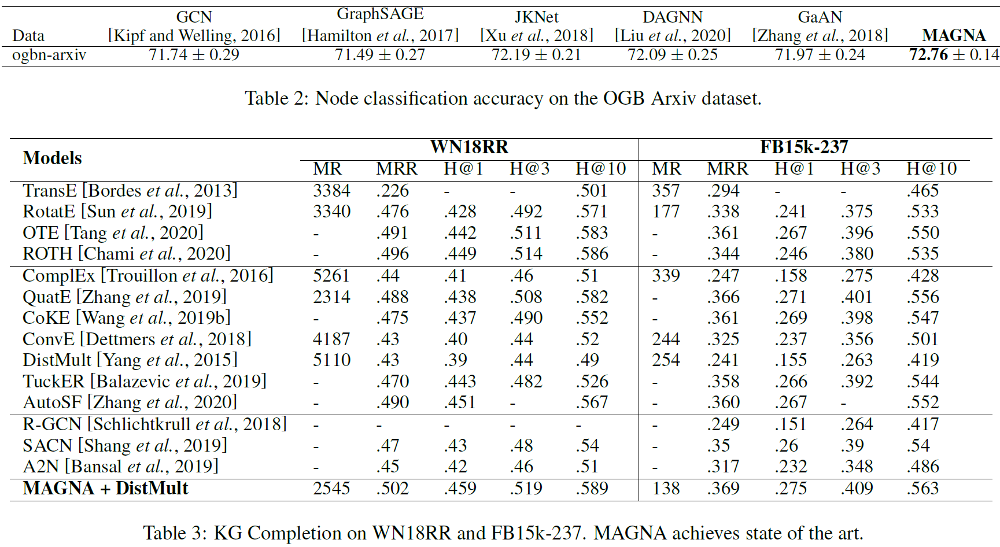 GCN GraphSAGE JKNet DAGNN GaAN
Data [Kipf and Welling, 2016] [Hamilton et al., 2017] [Xu et al., 2018] [Liu et al., 2020] [Zhang et al., 2018] MAGNA
ogbn-arxiv 71.74 ± 0.29 71.49 ± 0.27 72.19 ± 0.21 72.09 ± 0.25 71.97 ± 0.24 72.76 ± 0.14
Table 2: Node classification accuracy on the OGB Arxiv dataset.
Models WN18RR FB15k-237
MR MRR H@1 H@3 H@10 MR MRR H@1 H@3 H@10
TransE [Bordes et al., 2013] 3384 .226 - - .501 357 .294 - - .465
RotatE [Sun et al., 2019] 3340 .476 .428 .492 .571 177 .338 .241 .375 .533
OTE [Tang et al., 2020] - .491 .442 .511 .583 - .361 .267 .396 .550
ROTH [Chami et al., 2020] - .496 .449 .514 .586 - .344 .246 .380 .535
ComplEx [Trouillon et al., 2016] 5261 .44 .41 .46 .51 339 .247 .158 .275 .428
QuatE [Zhang et al., 2019] 2314 .488 .438 .508 .582 - .366 .271 .401 .556
CoKE [Wang et al., 2019b] - .475 .437 .490 .552 - .361 .269 .398 .547
ConvE [Dettmers et al., 2018] 4187 .43 .40 .44 .52 244 .325 .237 .356 .501
DistMult [Yang et al., 2015] 5110 .43 .39 .44 .49 254 .241 .155 .263 .419
TuckER [Balazevic et al., 2019] - .470 .443 .482 .526 - .358 .266 .392 .544
AutoSF [Zhang et al., 2020] - .490 .451 - .567 - .360 .267 - .552
R-GCN [Schlichtkrull et al., 2018] - - - - - - .249 .151 .264 .417
SACN [Shang et al., 2019] - .47 .43 .48 .54 - .35 .26 .39 .54
A2N [Bansal et al., 2019] - .45 .42 .46 .51 - .317 .232 .348 .486
MAGNA + DistMult 2545 .502 .459 .519 .589 138 .369 .275 .409 .563
Table 3: KG Completion on WN18RR and FB15k-237. MAGNA achieves state of the art.